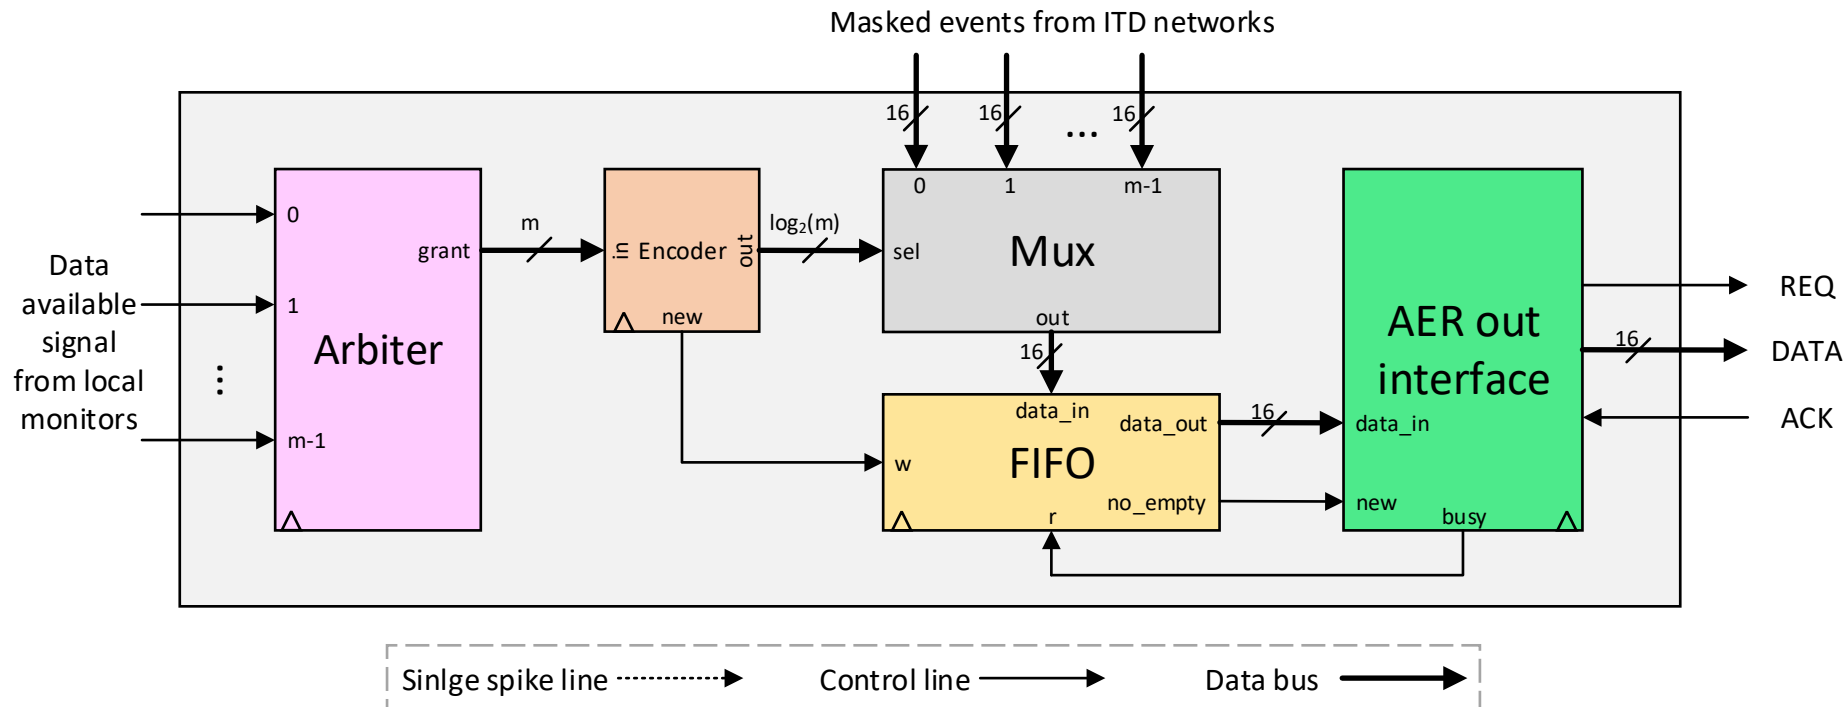 Masked events from ITD networks
16
16
16
...
0
1
m-1
Data
available
signal
from local
monitors
0
1
...
m-1
grant
Arbiter
m
in
Encoder
out
new
log₂(m)
sel
Mux
out
16
data_in
data_out
w
FIFO
no_empty
r
16
AER out
interface
data_in
new
busy
REQ
16
DATA
ACK
Sinlge spike line
Control line
Data bus